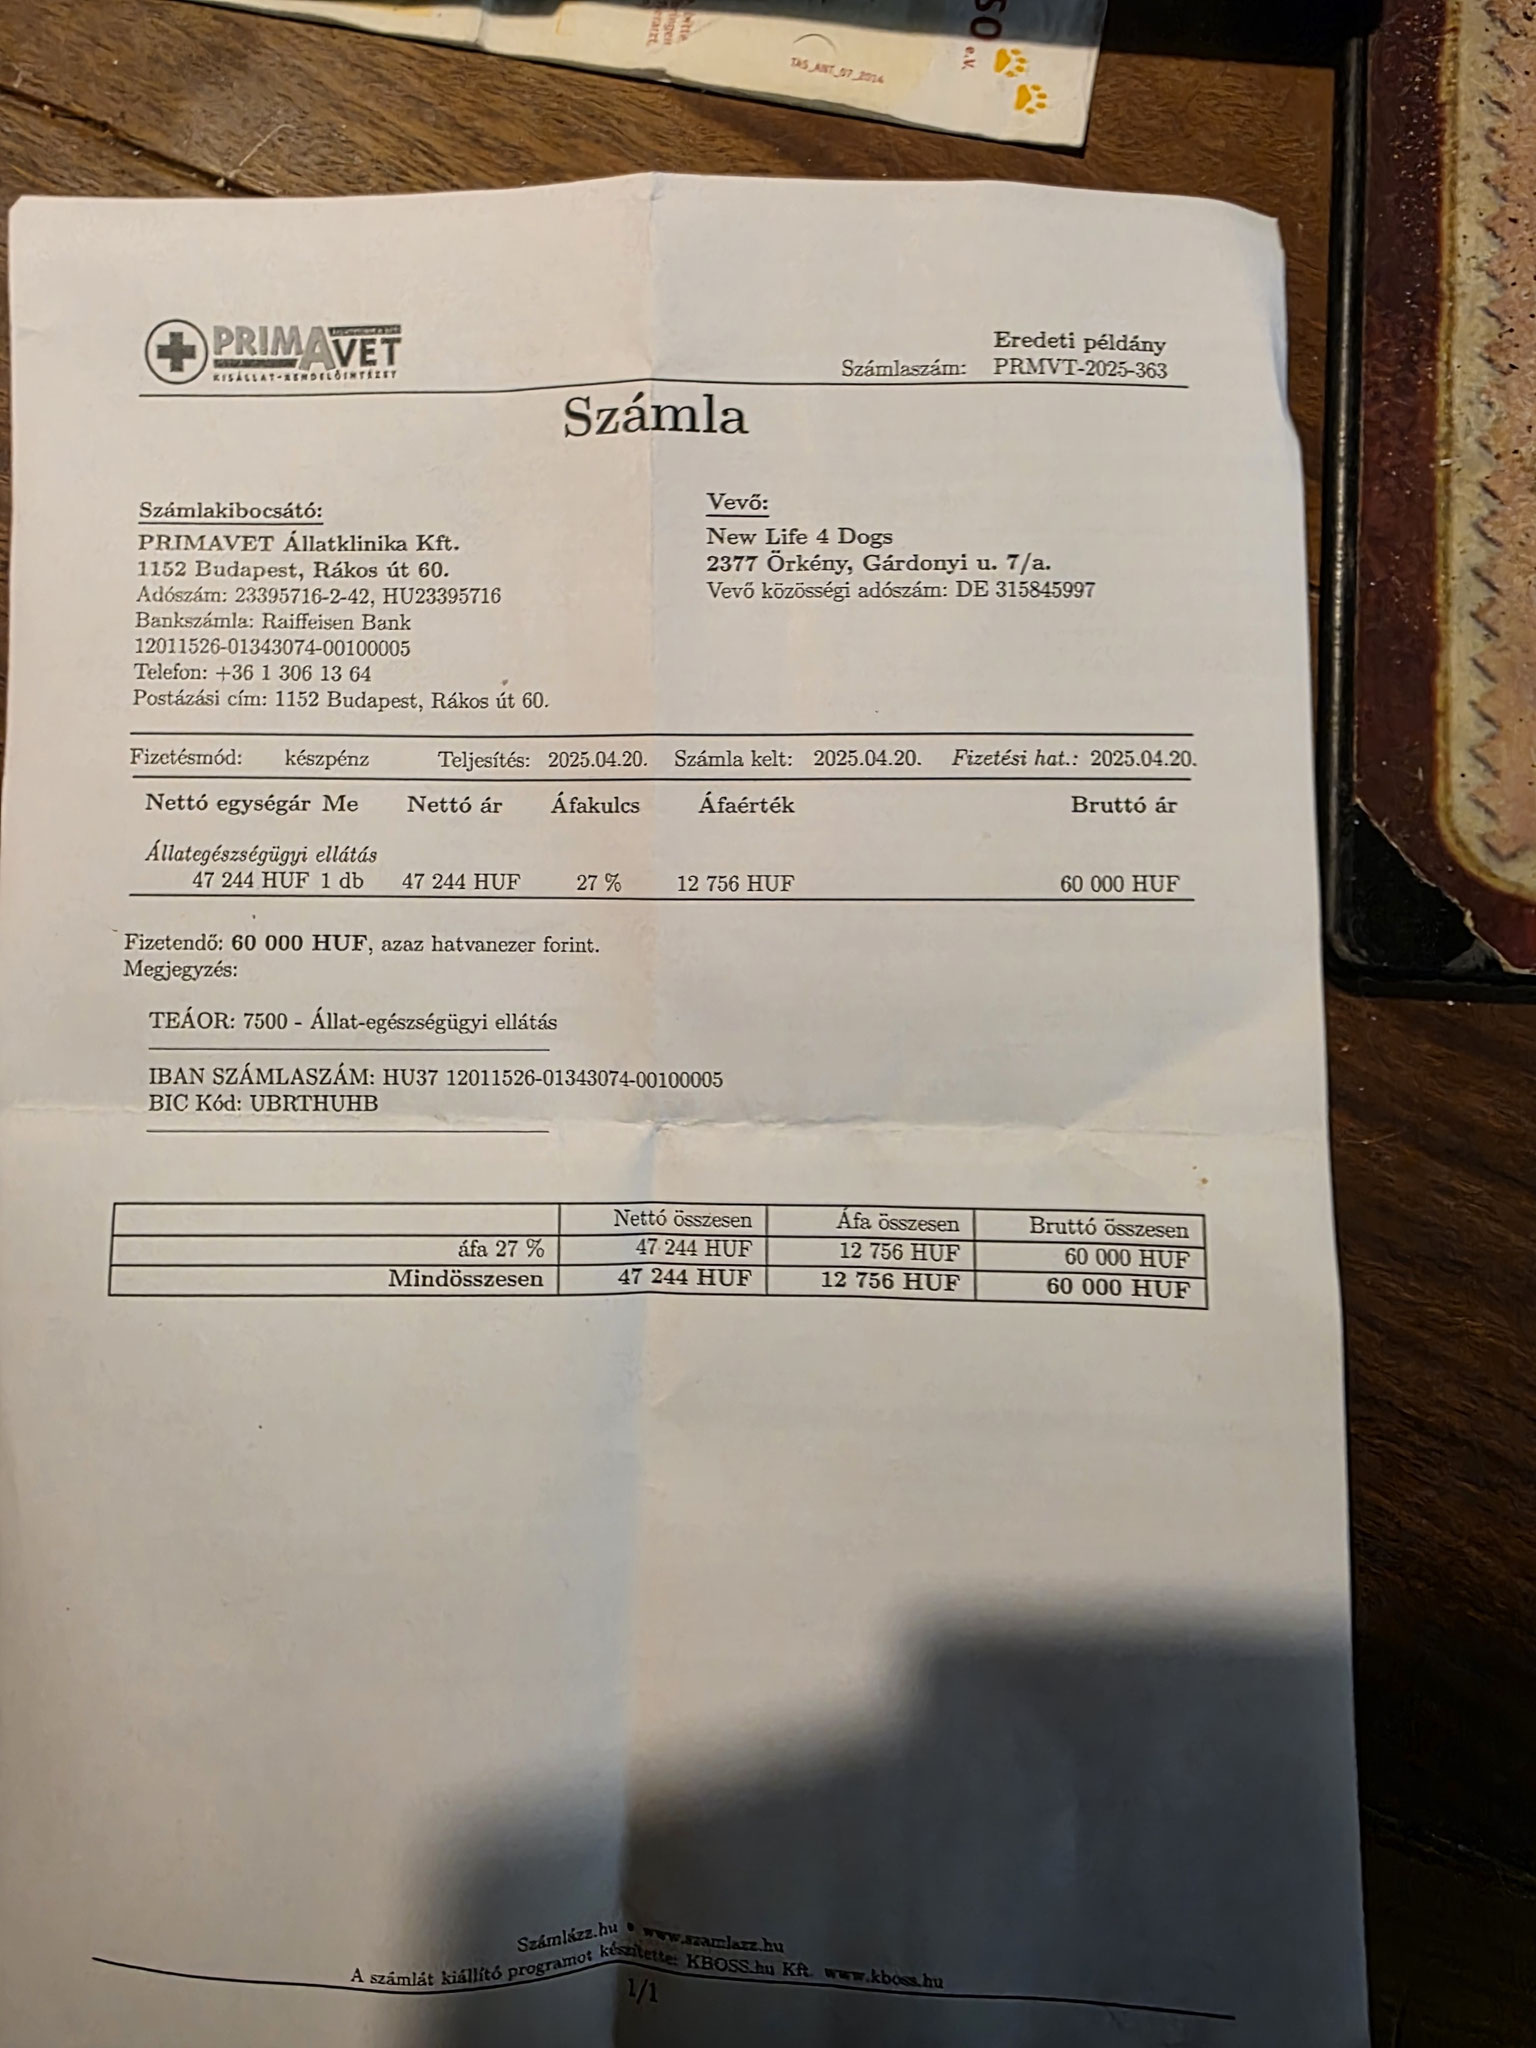 TAS_ANT_07_2014
SO e.V.
PRIMAVET
KISÁLLAT-RENDELŐINTÉZET
Eredeti példány
Számlaszám: PRMVT-2025-363
Számla
Számlakibocsátó:
PRIMAVET Állatklinika Kft.
1152 Budapest, Rákos út 60.
Adószám: 23395716-2-42, HU23395716
Bankszámla: Raiffeisen Bank
12011526-01343074-00100005
Telefon: +36 1 306 13 64
Postázási cím: 1152 Budapest, Rákos út 60.
Vevő:
New Life 4 Dogs
2377 Örkény, Gárdonyi u. 7/a.
Vevő közösségi adószám: DE 315845997
Fizetésmód: készpénz Teljesítés: 2025.04.20. Számla kelt: 2025.04.20. Fizetési hat.: 2025.04.20.
Nettó egységár Me Nettó ár Áfakulcs Áfaérték Bruttó ár
Állategészségügyi ellátás
47 244 HUF 1 db 47 244 HUF 27 % 12 756 HUF 60 000 HUF
Fizetendő: 60 000 HUF, azaz hatvanezer forint.
Megjegyzés:
TEÁOR: 7500 - Állat-egészségügyi ellátás
IBAN SZÁMLASZÁM: HU37 12011526-01343074-00100005
BIC Kód: UBRTHUHB
Nettó összesen Áfa összesen Bruttó összesen
áfa 27 % 47 244 HUF 12 756 HUF 60 000 HUF
Mindösszesen 47 244 HUF 12 756 HUF 60 000 HUF
Számlázz.hu • www.szamlazz.hu
A számlát kiállító programot készítette: KBOSS.hu Kft. www.kboss.hu
1/1